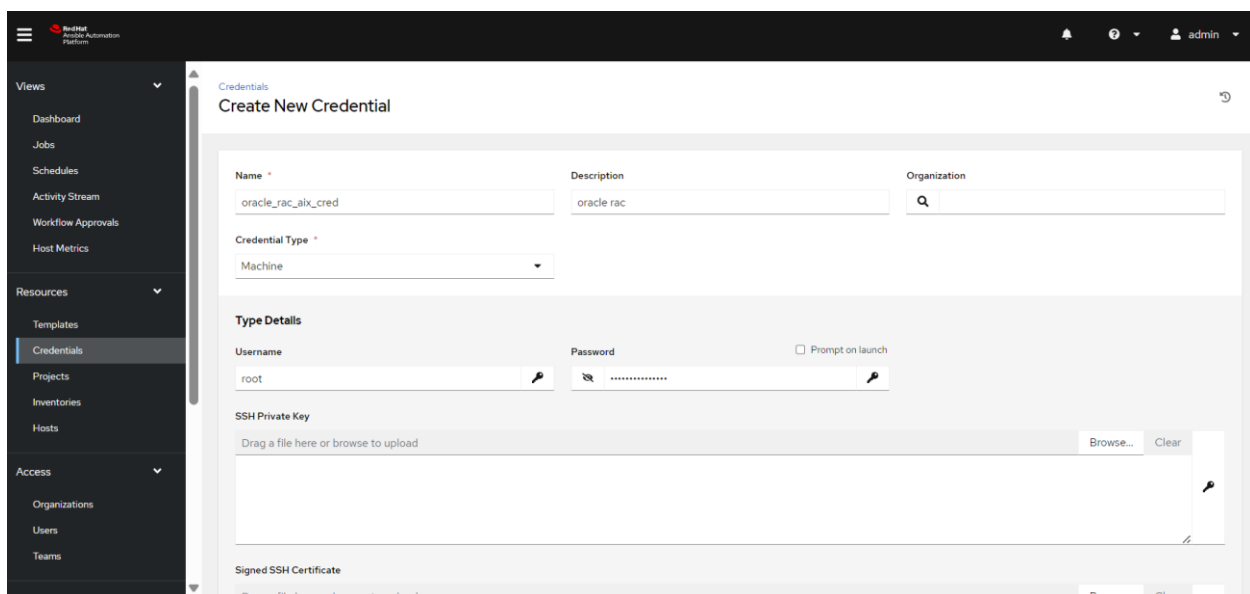 RedHat
Ansible Automation
Platform
admin
Views
Dashboard
Jobs
Schedules
Activity Stream
Workflow Approvals
Host Metrics
Resources
Templates
Credentials
Projects
Inventories
Hosts
Access
Organizations
Users
Teams
Credentials
Create New Credential
Name *
Description
Organization
oracle_rac_aix_cred
oracle rac
Credential Type *
Machine
Type Details
Username
Password
Prompt on launch
root
SSH Private Key
Drag a file here or browse to upload
Browse...
Clear
Signed SSH Certificate